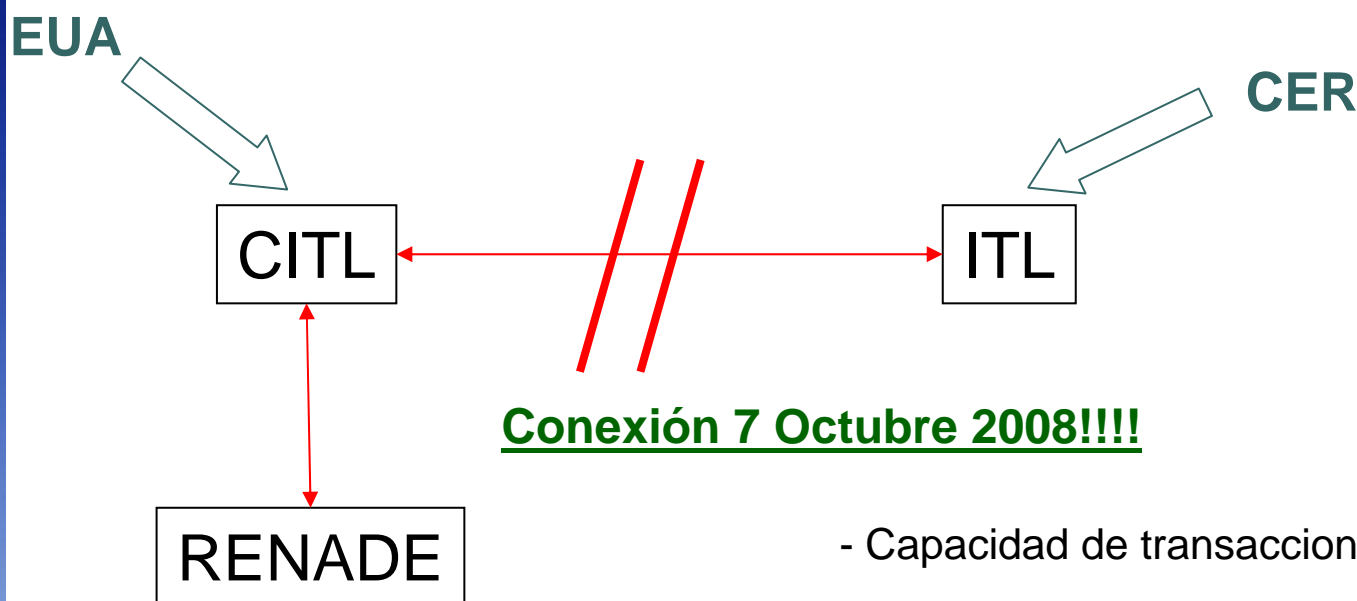 EUA
CER
CITL
ITL
Conexión 7 Octubre 2008!!!!
- Capacidad de transaccion
RENADE